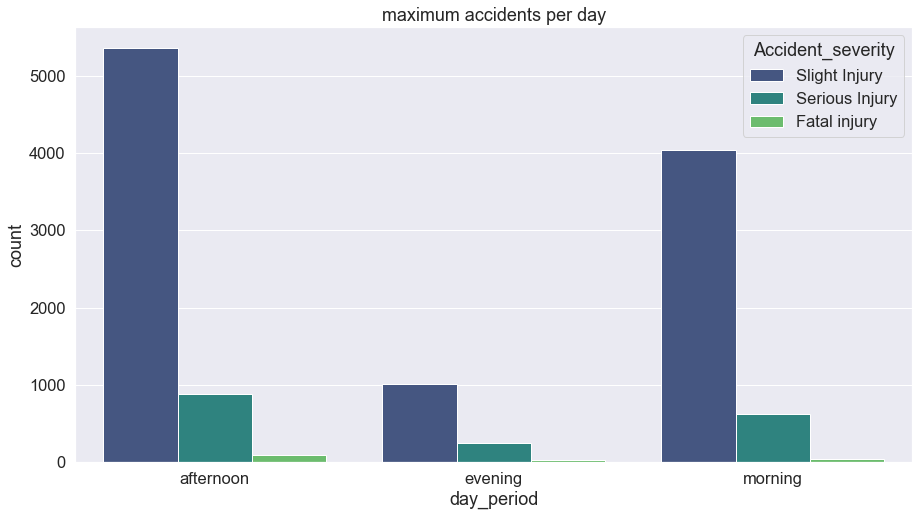 maximum accidents per day
Accident_severity
Slight Injury
Serious Injury
Fatal injury
count
5000
4000
3000
2000
1000
0
afternoon
evening
morning
day_period